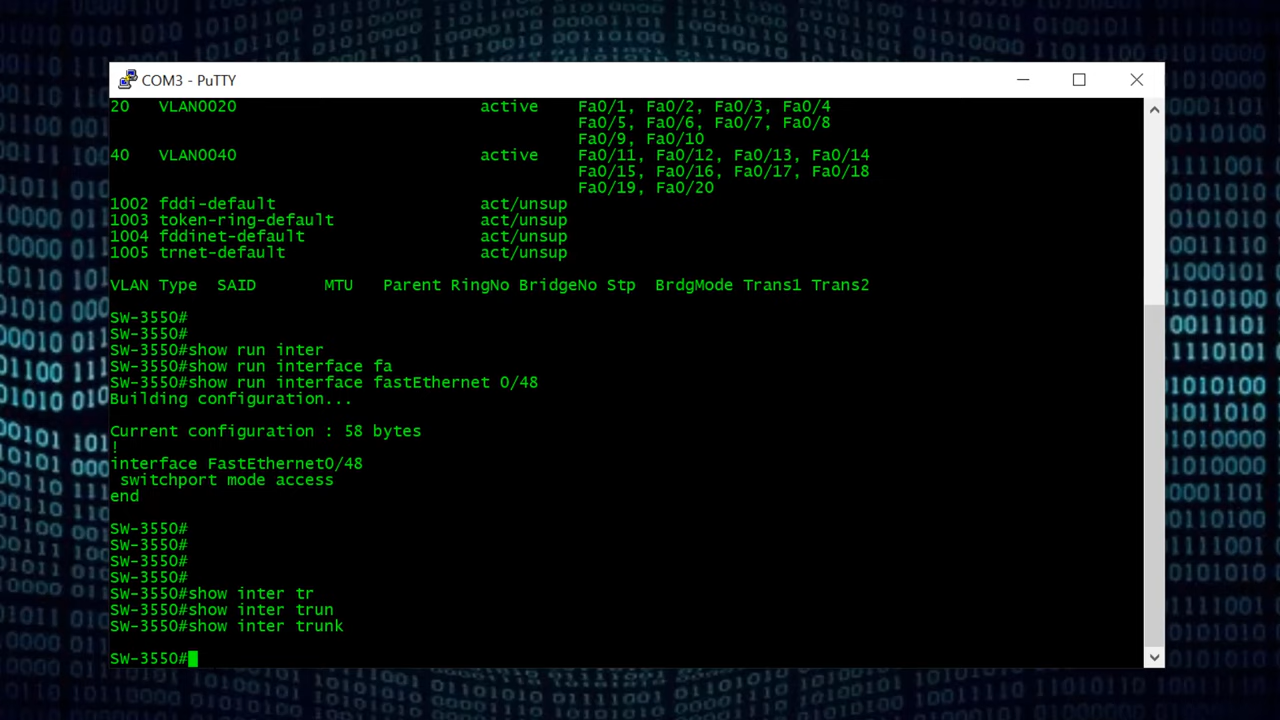 COM3 - PuTTY
20   VLAN0020                         active    Fa0/1, Fa0/2, Fa0/3, Fa0/4
                                                Fa0/5, Fa0/6, Fa0/7, Fa0/8
                                                Fa0/9, Fa0/10
40   VLAN0040                         active    Fa0/11, Fa0/12, Fa0/13, Fa0/14
                                                Fa0/15, Fa0/16, Fa0/17, Fa0/18
                                                Fa0/19, Fa0/20
1002 fddi-default                     act/unsup
1003 token-ring-default               act/unsup
1004 fddinet-default                  act/unsup
1005 trnet-default                    act/unsup
VLAN Type  SAID       MTU   Parent RingNo BridgeNo Stp  BrdgMode Trans1 Trans2
SW-3550#
SW-3550#
SW-3550#show run inter
SW-3550#show run interface fa
SW-3550#show run interface fastEthernet 0/48
Building configuration...
Current configuration : 58 bytes
!
interface FastEthernet0/48
 switchport mode access
end
SW-3550#
SW-3550#
SW-3550#
SW-3550#
SW-3550#show inter tr
SW-3550#show inter trun
SW-3550#show inter trunk
SW-3550#